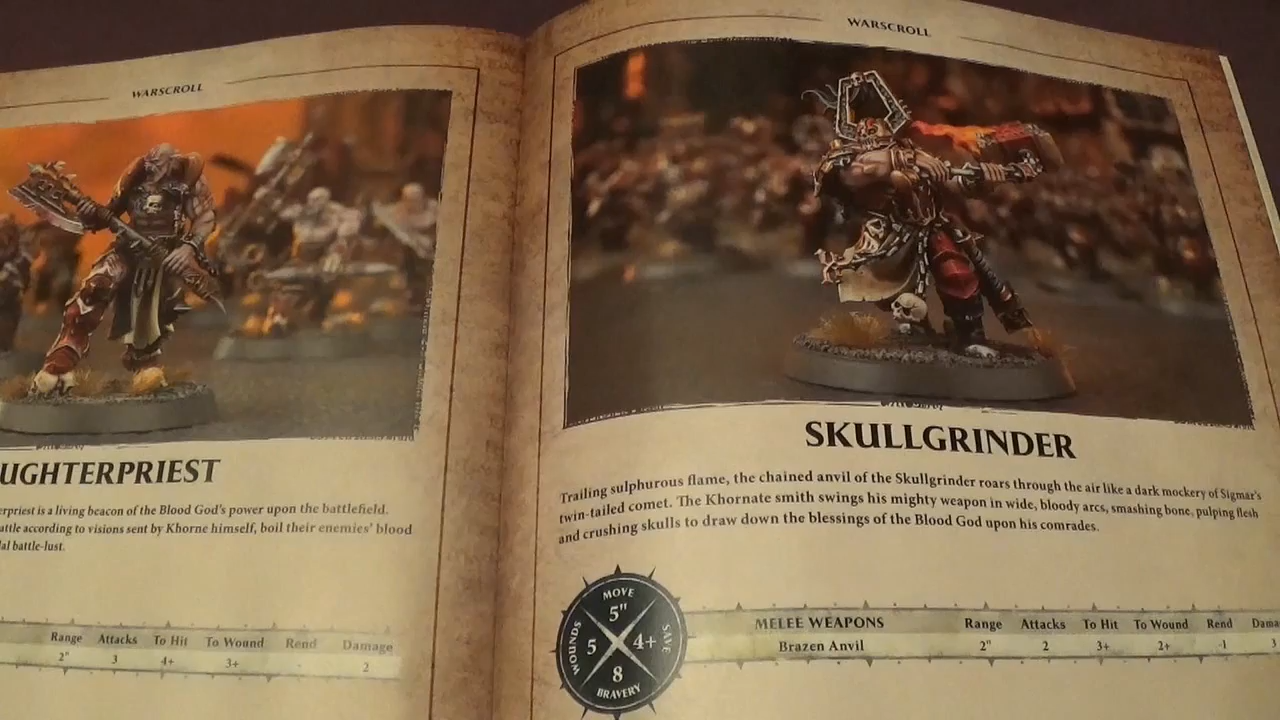 WARSCROLL
UGHTERPRIEST
erpriest is a living beacon of the Blood God's power upon the battlefield.
attle according to visions sent by Khorne himself, boil their enemies' blood
al battle-lust.
Range Attacks To Hit To Wound Rend Damage
2" 3 4+ 3+ - 2
WARSCROLL
SKULLGRINDER
Trailing sulphurous flame, the chained anvil of the Skullgrinder roars through the air like a dark mockery of Sigmar's
twin-tailed comet. The Khornate smith swings his mighty weapon in wide, bloody arcs, smashing bone, pulping flesh
and crushing skulls to draw down the blessings of the Blood God upon his comrades.
MOVE
5"
WOUNDS 5 4+ SAVE
8
BRAVERY
MELEE WEAPONS Range Attacks To Hit To Wound Rend Dama
Brazen Anvil 2" 2 3+ 2+ -1 3